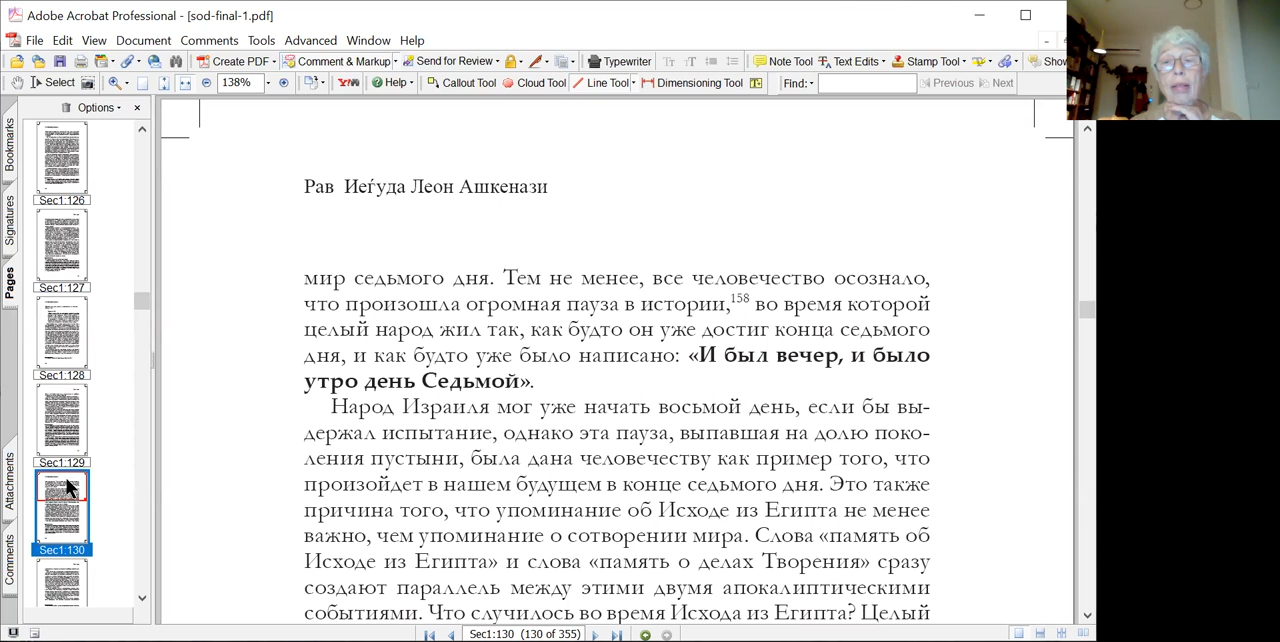 Adobe Acrobat Professional - [sod-final-1.pdf]
File Edit View Document Comments Tools Advanced Window Help
Create PDF Comment & Markup Send for Review Typewriter Note Tool Text Edits Stamp Tool Show
Select 138% Help Callout Tool Cloud Tool Line Tool Dimensioning Tool Find: Previous Next
Options
Bookmarks
Signatures
Pages
Attachments
Comments
Sec1:126
Sec1:127
Sec1:128
Sec1:129
Sec1:130
Рав Иеѓуда Леон Ашкенази
мир седьмого дня. Тем не менее, все человечество осознало,
что произошла огромная пауза в истории,158 во время которой
целый народ жил так, как будто он уже достиг конца седьмого
дня, и как будто уже было написано: «И был вечер, и было
утро день Седьмой».
Народ Израиля мог уже начать восьмой день, если бы вы-
держал испытание, однако эта пауза, выпавшая на долю поко-
ления пустыни, была дана человечеству как пример того, что
произойдет в нашем будущем в конце седьмого дня. Это также
причина того, что упоминание об Исходе из Египта не менее
важно, чем упоминание о сотворении мира. Слова «память об
Исходе из Египта» и слова «память о делах Творения» сразу
создают параллель между этими двумя апокалиптическими
событиями. Что случилось во время Исхода из Египта? Целый
Sec1:130 (130 of 355)